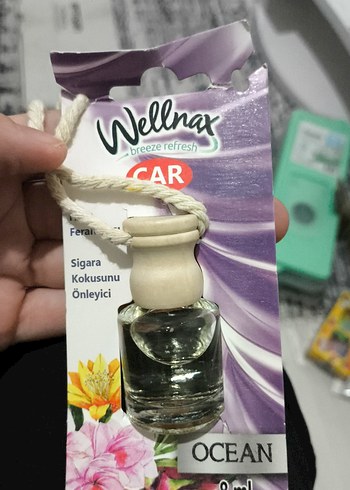 Wellnax
breeze refresh
CAR
Sigara
Kokusunu
Önleyici
OCEAN